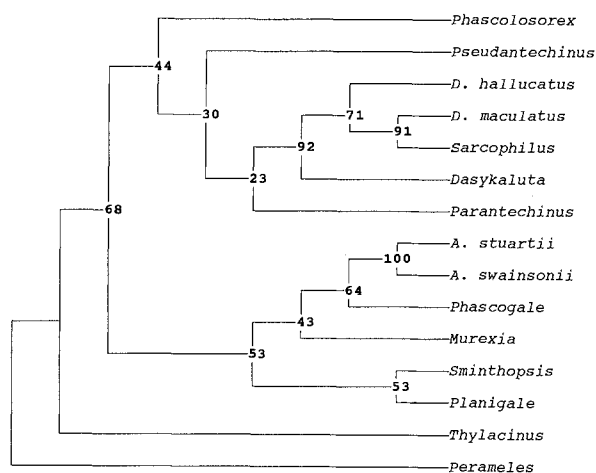 Phascolosorex
44
Pseudantechinus
D. hallucatus
30
71
D. maculatus
91
92
Sarcophilus
23
Dasykaluta
68
Parantechinus
A. stuartii
100
A. swainsonii
64
Phascogale
43
Murexia
53
Sminthopsis
53
Planigale
Thylacinus
Perameles